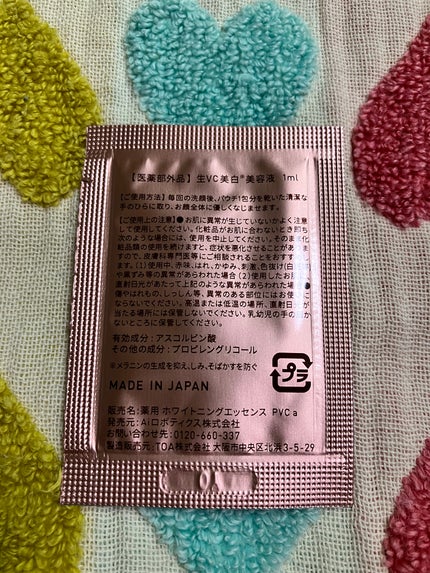 【医薬部外品】生VC美白※美容液 1ml
【ご使用方法】毎回の洗顔後、パウチ1包分を乾いた清潔な
手のひらに取り、お顔全体に優しくなじませます。
【ご使用上の注意】●お肌に異常が生じていないかよく注意
して使用してください。化粧品がお肌に合わないとき即ち
次のような場合には、使用を中止してください。そのまま化
粧品類の使用を続けますと、症状を悪化させることがありま
すので、皮膚科専門医等にご相談されることをおすすめし
ます。(1)使用中、赤味、はれ、かゆみ、刺激、色抜け(白斑等)
や黒ずみ等の異常があらわれた場合 (2)使用したお肌に
直射日光があたって上記のような異常があらわれた場合●
傷やはれもの、しっしん等、異常のある部位にはお使いに
ならないでください。高温または低温の場所、直射日光の
当たる場所には保管しないでください。乳幼児の手の届か
ないところに保管してください。
有効成分:アスコルビン酸
その他の成分:プロピレングリコール
※メラニンの生成を抑え、しみ、そばかすを防ぐ
MADE IN JAPAN
プラ
販売名:薬用 ホワイトニングエッセンス PVC a
発売元:Aiロボティクス株式会社
お問い合わせ先:0120-660-337
製造販売元:TOA株式会社 大阪市中央区北浜3-5-29